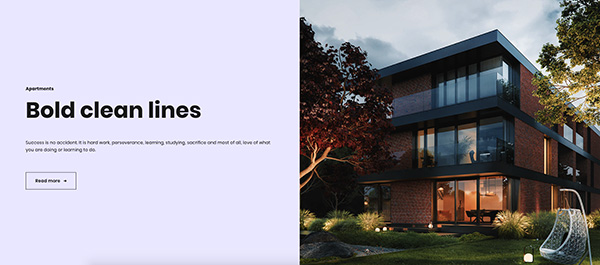 Apartments
Bold clean lines
Success is no accident. It is hard work, perseverance, learning, studying, sacrifice and most of all, love of what
you are doing or learning to do.
Read more →